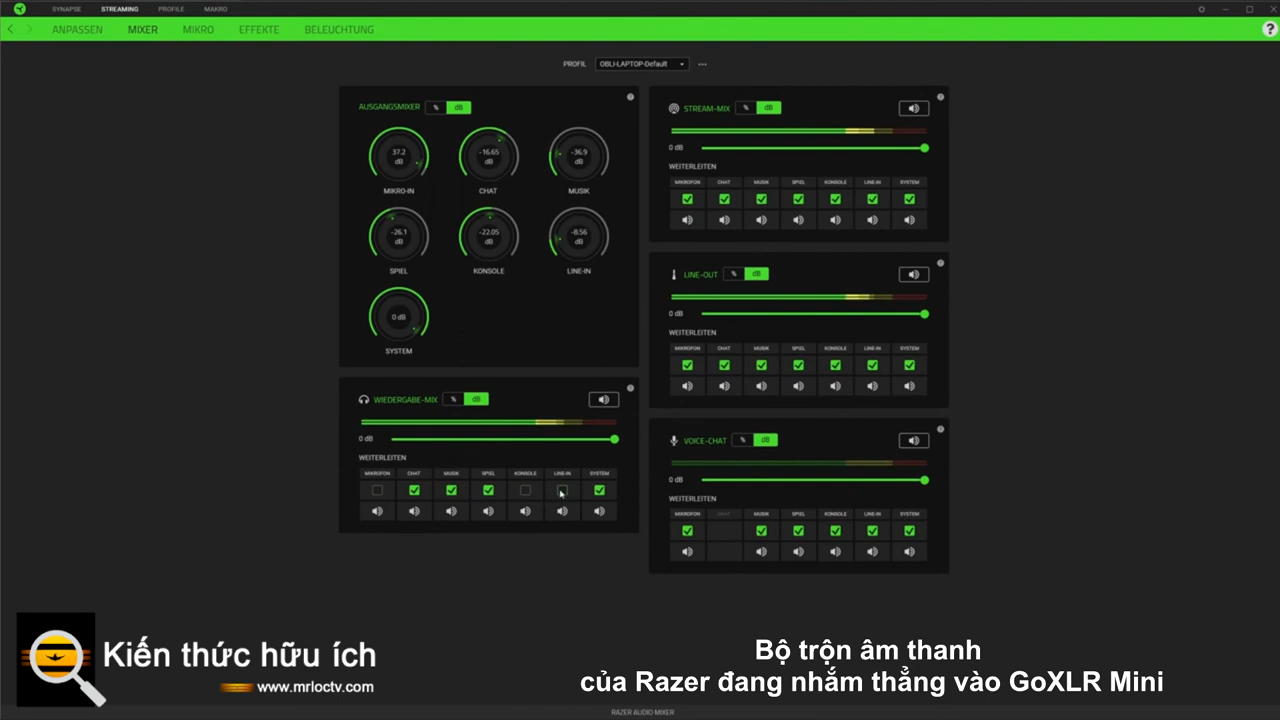 SYNAPSE STREAMING PROFILE MAKRO
ANPASSEN MIXER MIKRO EFFEKTE BELEUCHTUNG
?
PROFIL OBLI-LAPTOP-Default
AUSGANGSMIXER % dB
37.2 dB
MIKRO-IN
-16.65 dB
CHAT
-36.9 dB
MUSIK
-26.1 dB
SPIEL
-22.05 dB
KONSOLE
-8.56 dB
LINE-IN
0 dB
SYSTEM
WIEDERGABE-MIX % dB
0 dB
WEITERLEITEN
MIKROFON CHAT MUSIK SPIEL KONSOLE LINE-IN SYSTEM
STREAM-MIX % dB
0 dB
WEITERLEITEN
MIKROFON CHAT MUSIK SPIEL KONSOLE LINE-IN SYSTEM
LINE-OUT % dB
0 dB
WEITERLEITEN
MIKROFON CHAT MUSIK SPIEL KONSOLE LINE-IN SYSTEM
VOICE-CHAT % dB
0 dB
WEITERLEITEN
MIKROFON CHAT MUSIK SPIEL KONSOLE LINE-IN SYSTEM
Kiến thức hữu ích
www.mrloctv.com
Bộ trộn âm thanh
của Razer đang nhắm thẳng vào GoXLR Mini
RAZER AUDIO MIXER